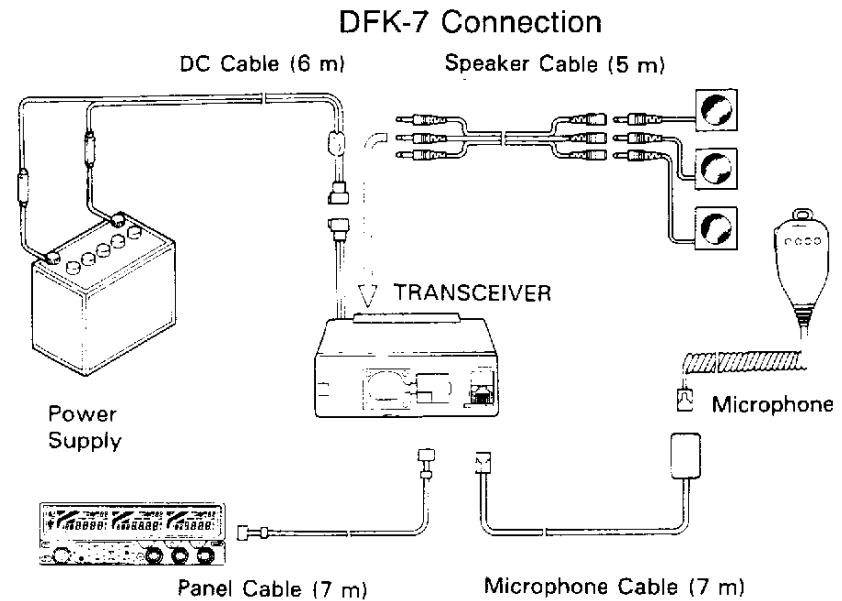 DFK-7 Connection
DC Cable (6 m)
Speaker Cable (5 m)
TRANSCEIVER
Power
Supply
Microphone
Panel Cable (7 m)
Microphone Cable (7 m)